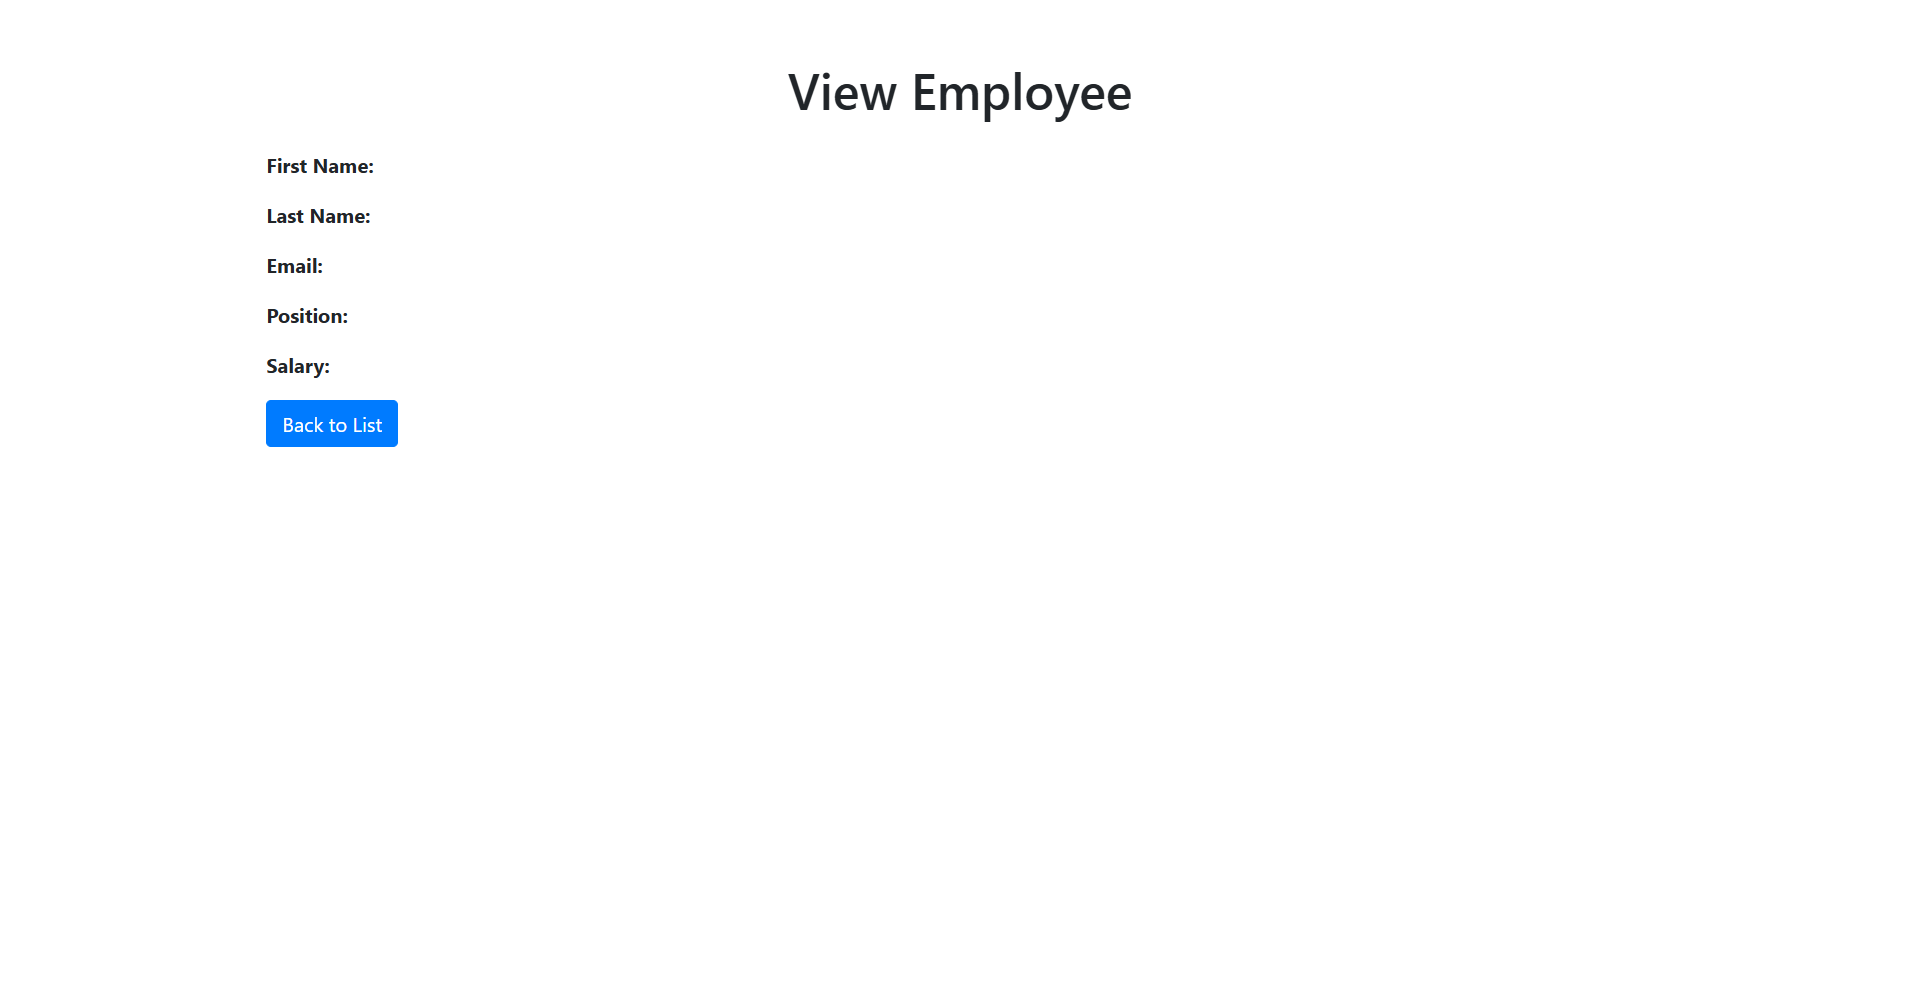 View Employee
First Name:
Last Name:
Email:
Position:
Salary:
Back to List